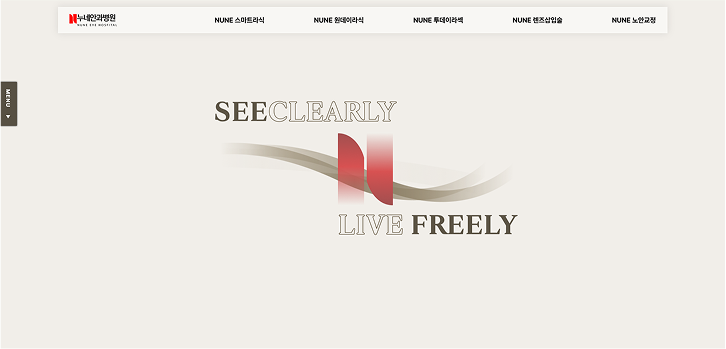 누네안과병원
NUNE EYE HOSPITAL
NUNE 스마트라식
NUNE 원데이라식
NUNE 투데이라섹
NUNE 렌즈삽입술
NUNE 노안교정
MENU
SEECLEARLY
LIVE FREELY